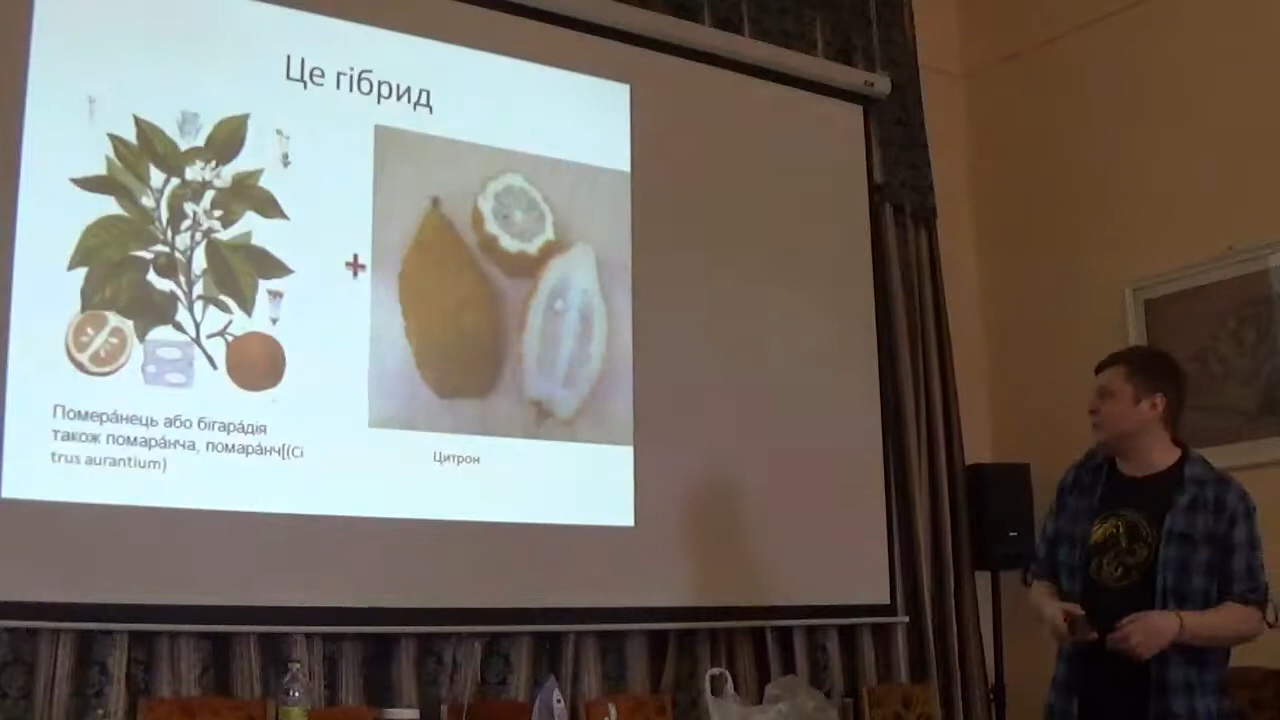 Це гібрид
+
Помера́нець або бігара́дія
також помара́нча, помара́нч[(Ci
trus aurantium)
Цитрон